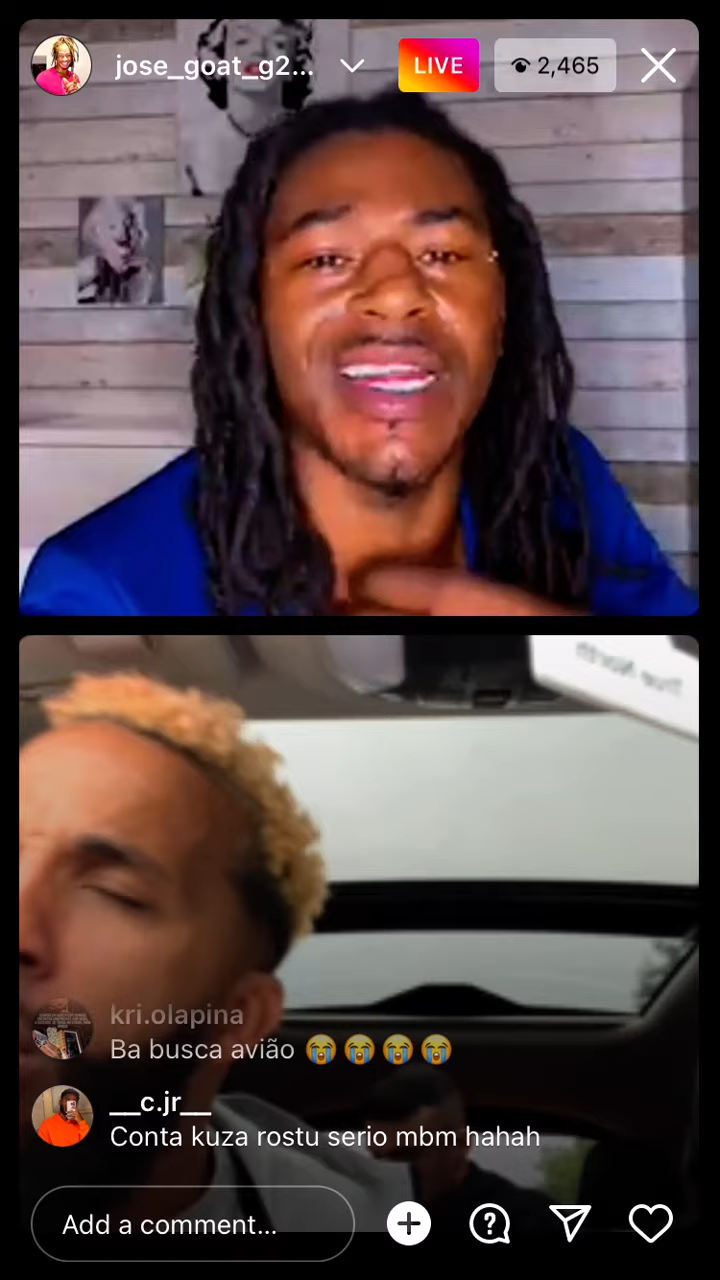 jose_goat_g2...
LIVE
2,465
kri.olapina
Ba busca avião 😭😭😭😭
__c.jr__
Conta kuza rostu serio mbm hahah
Add a comment...